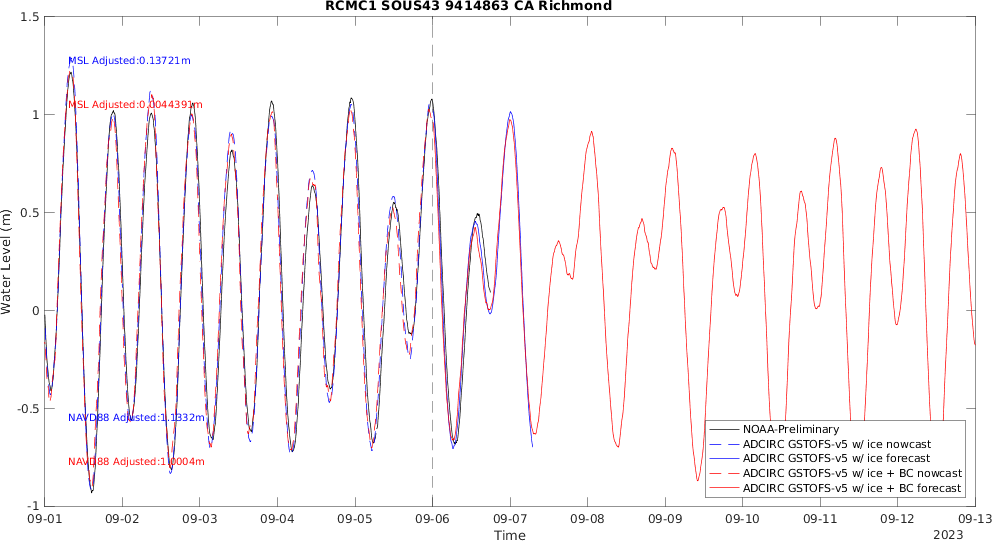 RCMC1 SOUS43 9414863 CA Richmond
1.5
1
0.5
0
-0.5
-1
Water Level (m)
MSL Adjusted:0.13721m
MSL Adjusted:0.0044391m
NAVD88 Adjusted:1.1332m
NAVD88 Adjusted:1.0004m
NOAA-Preliminary
ADCIRC GSTOFS-v5 w/ ice nowcast
ADCIRC GSTOFS-v5 w/ ice forecast
ADCIRC GSTOFS-v5 w/ ice + BC nowcast
ADCIRC GSTOFS-v5 w/ ice + BC forecast
09-01 09-02 09-03 09-04 09-05 09-06 09-07 09-08 09-09 09-10 09-11 09-12 09-13
Time
2023